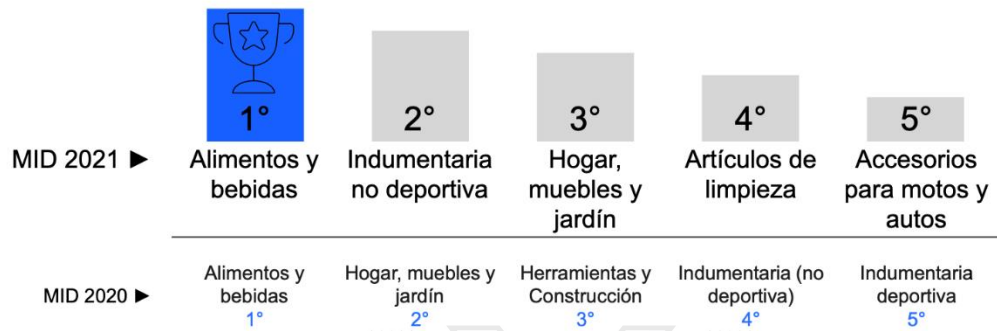 1°
2°
3°
4°
5°
MID 2021 ►
Alimentos y
bebidas
Indumentaria
no deportiva
Hogar,
muebles y
jardín
Artículos de
limpieza
Accesorios
para motos y
autos
MID 2020 ►
Alimentos y
bebidas
1°
Hogar, muebles y
jardín
2°
Herramientas y
Construcción
3°
Indumentaria (no
deportiva)
4°
Indumentaria
deportiva
5°